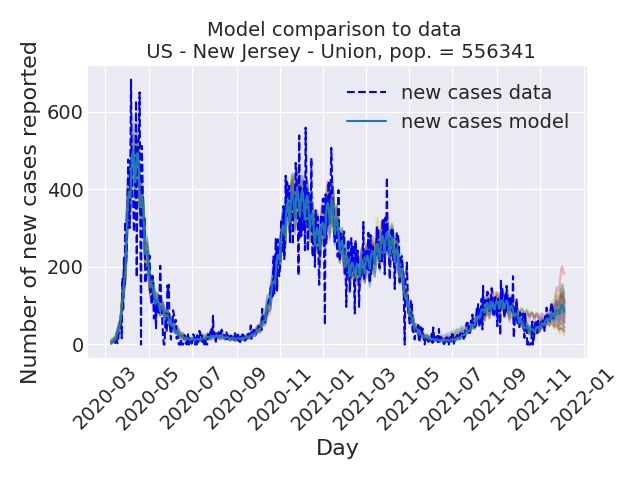 Model comparison to data
US - New Jersey - Union, pop. = 556341
Number of new cases reported
600
400
200
0
new cases data
new cases model
2020-03
2020-05
2020-07
2020-09
2020-11
2021-01
2021-03
2021-05
2021-07
2021-09
2021-11
2022-01
Day